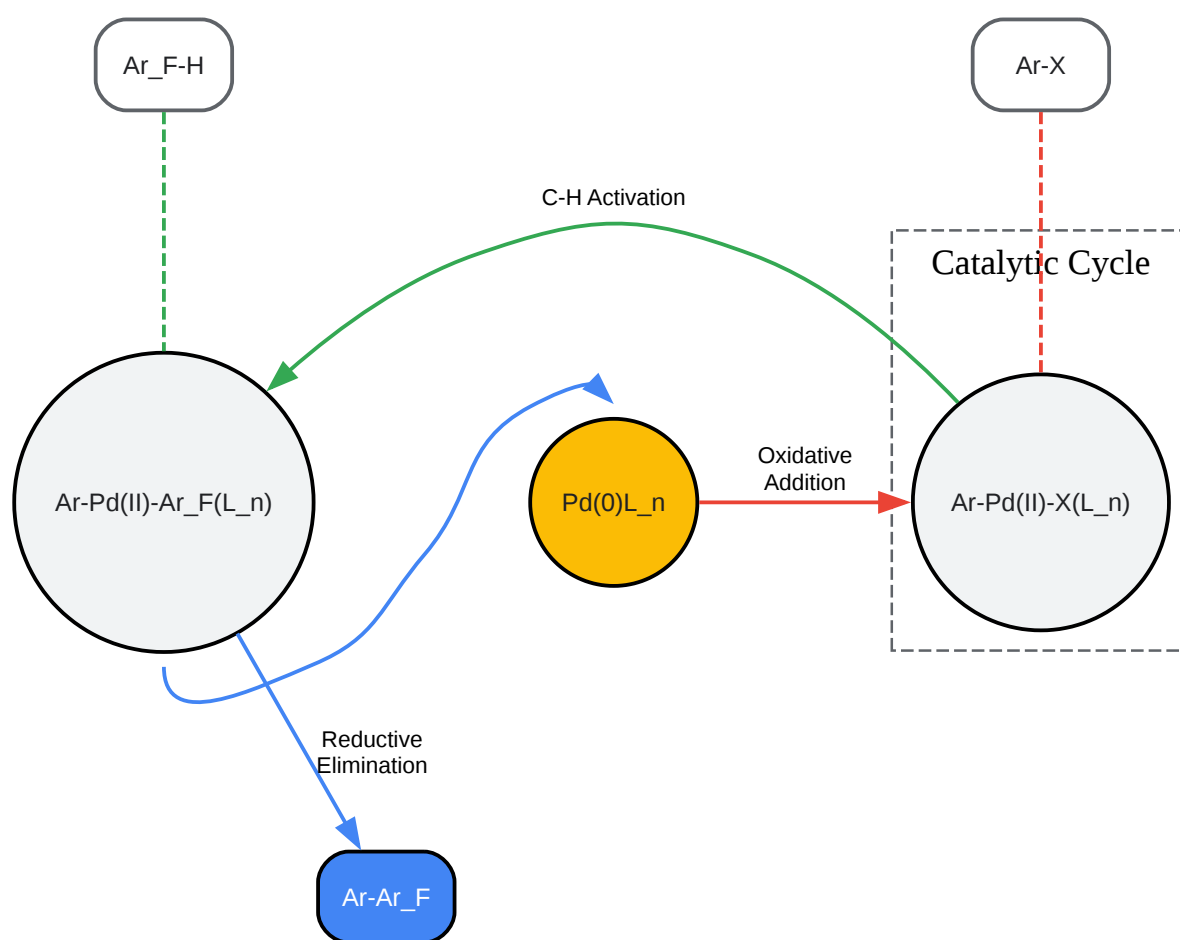 Ar_F-H
Ar-X
C-H Activation
Catalytic Cycle
Oxidative
Addition
Ar-Pd(II)-Ar_F(L_n)
Pd(0)L_n
Ar-Pd(II)-X(L_n)
Reductive
Elimination
Ar-Ar_F